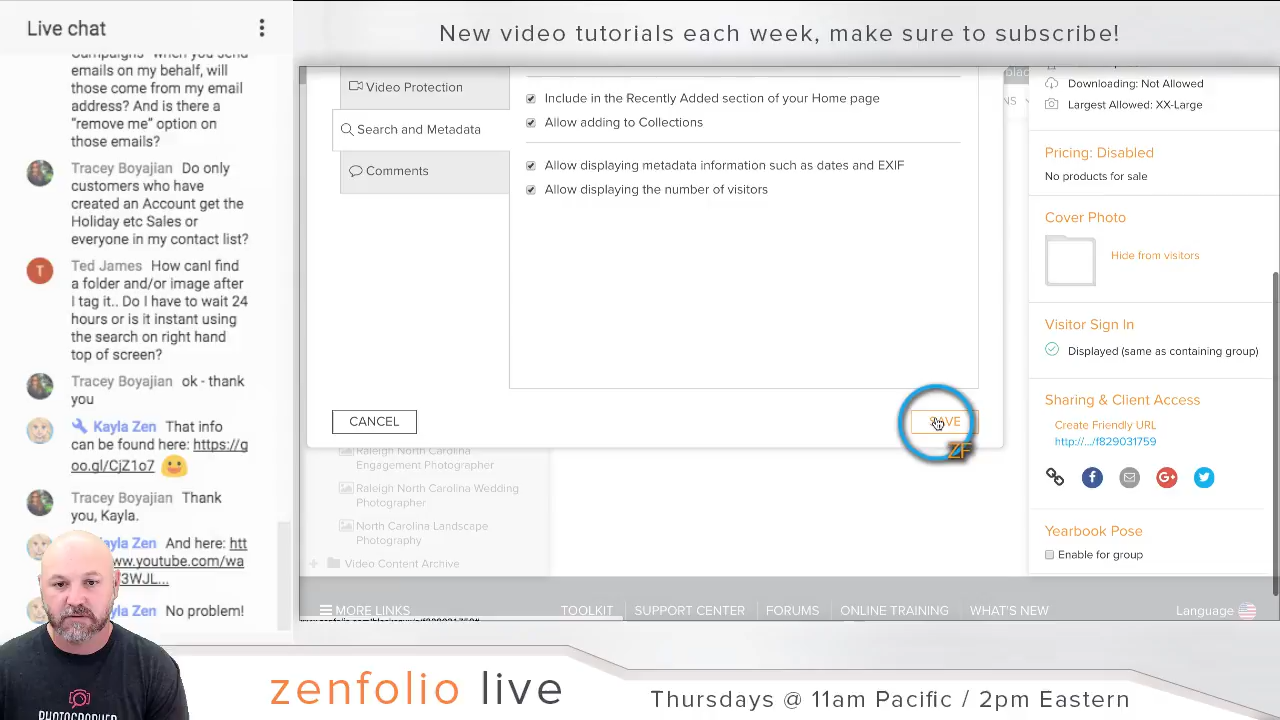 Live chat
New video tutorials each week, make sure to subscribe!
emails on my behalf, will
those come from my email
address? And is there a
"remove me" option on
those emails?
Tracey Boyajian Do only
customers who have
created an Account get the
Holiday etc Sales or
everyone in my contact list?
T
Ted James How canI find
a folder and/or image after
I tag it.. Do I have to wait 24
hours or is it instant using
the search on right hand
top of screen?
Tracey Boyajian ok - thank
you
Kayla Zen That info
can be found here: https://g
oo.gl/CjZ1o7
Tracey Boyajian Thank
you, Kayla.
Zen And here: htt
ww.youtube.com/wa
3WJL...
Zen No problem!
Video Protection
Search and Metadata
Comments
Include in the Recently Added section of your Home page
Allow adding to Collections
Allow displaying metadata information such as dates and EXIF
Allow displaying the number of visitors
CANCEL
SAVE
ZF
Raleigh North Carolina
Engagement Photographer
Raleigh North Carolina Wedding
Photographer
North Carolina Landscape
Photography
Video Content Archive
Downloading: Not Allowed
Largest Allowed: XX-Large
Pricing: Disabled
No products for sale
Cover Photo
Hide from visitors
Visitor Sign In
Displayed (same as containing group)
Sharing & Client Access
Create Friendly URL
http://.../f829031759
Yearbook Pose
Enable for group
MORE LINKS
TOOLKIT
SUPPORT CENTER
FORUMS
ONLINE TRAINING
WHAT'S NEW
Language
zenfolio live
Thursdays @ 11am Pacific / 2pm Eastern